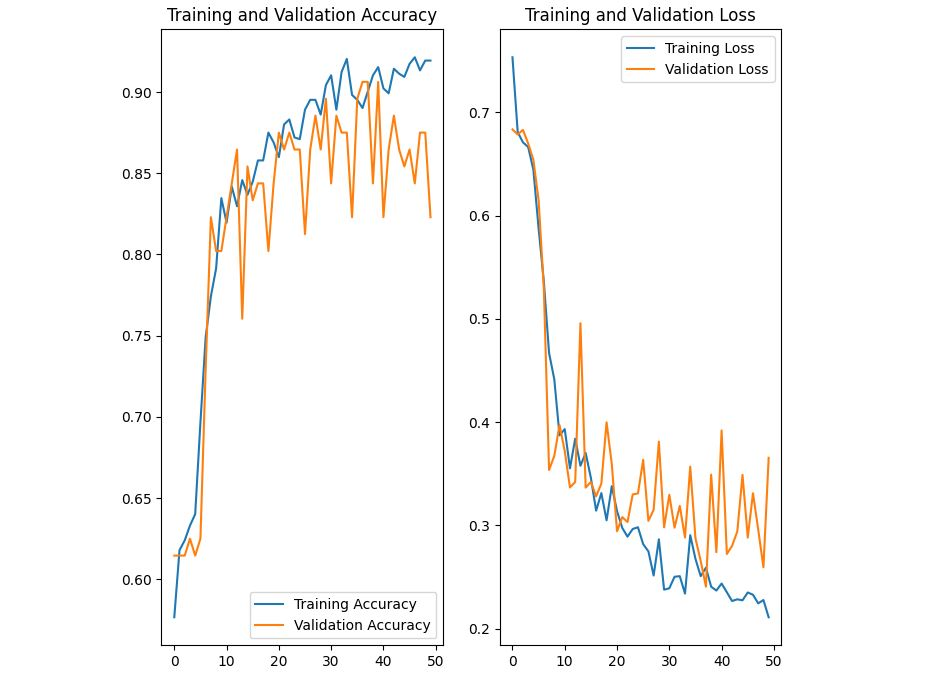 Training and Validation Accuracy
0.90
0.85
0.80
0.75
0.70
0.65
0.60
Training Accuracy
Validation Accuracy
0 10 20 30 40 50
Training and Validation Loss
Training Loss
Validation Loss
0.7
0.6
0.5
0.4
0.3
0.2
0 10 20 30 40 50